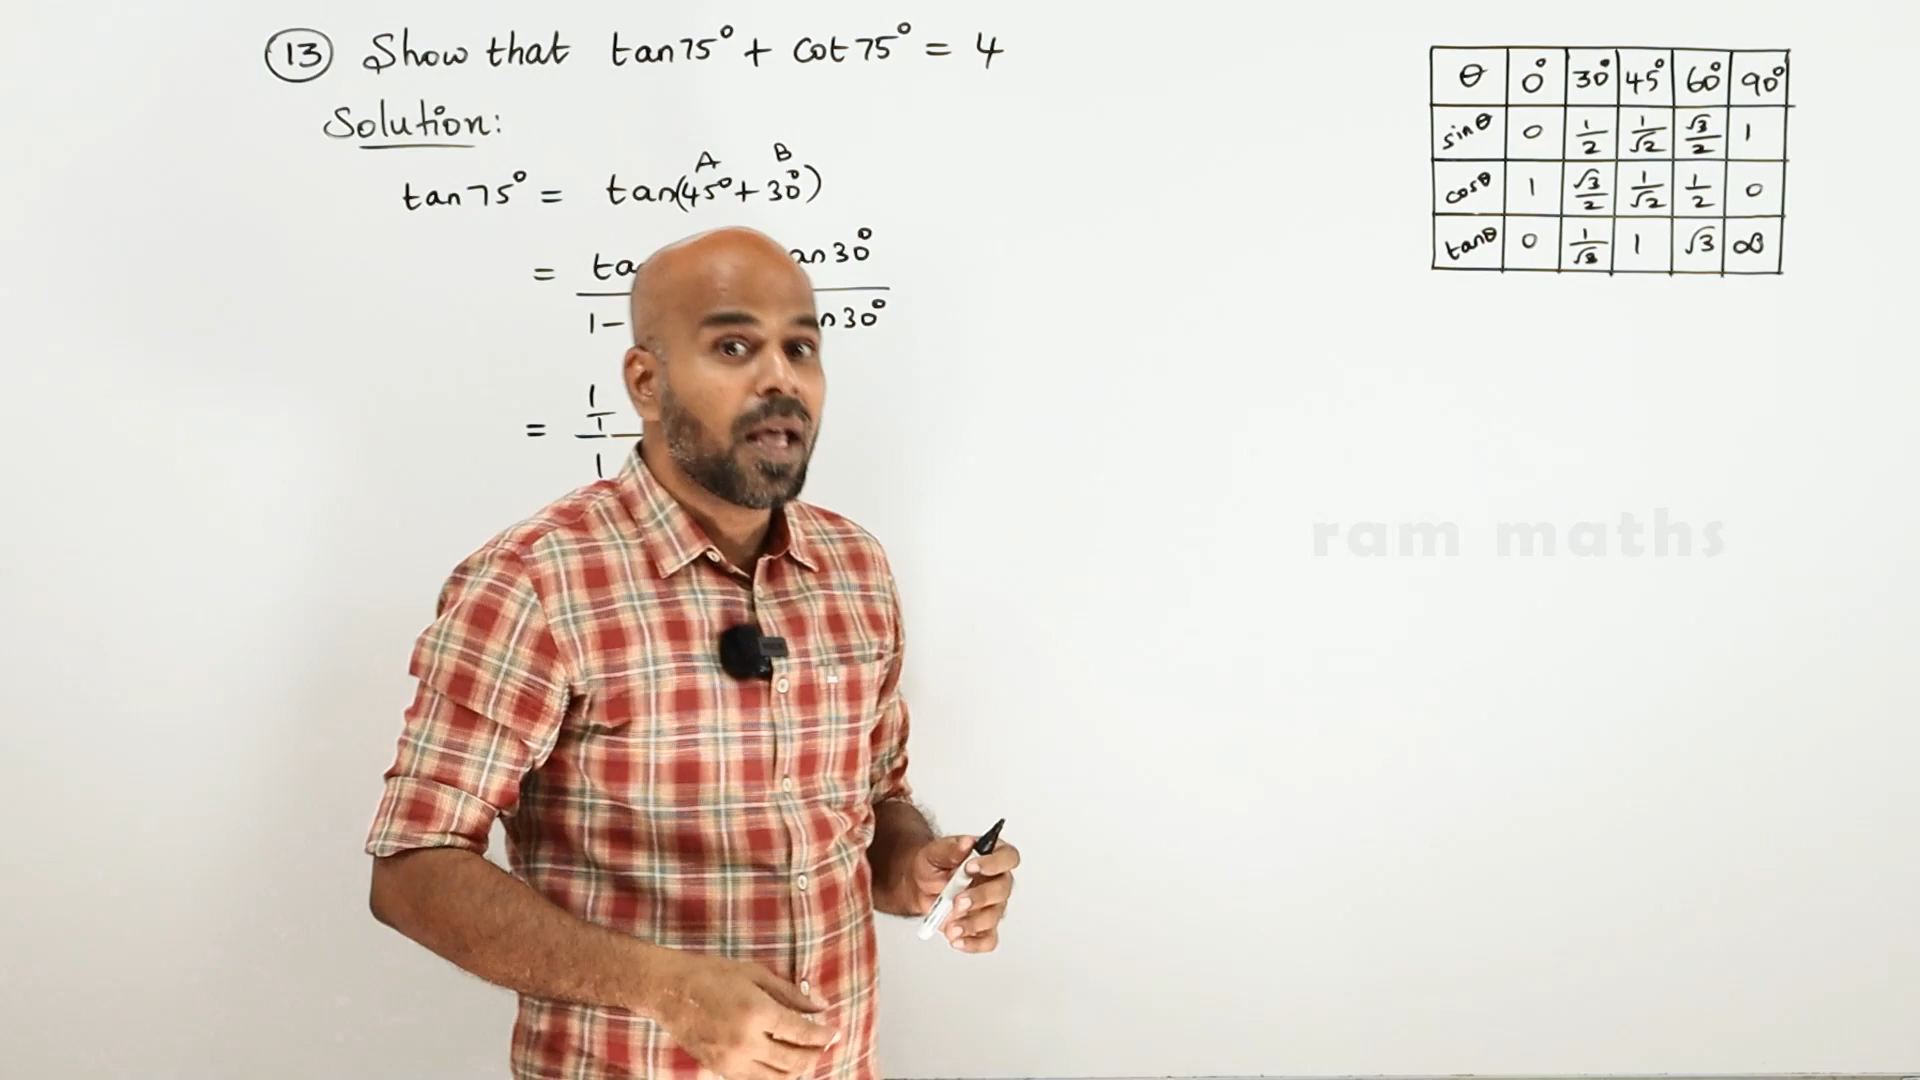 13 Show that tan75° + cot75° = 4
Solution:
A B
tan75° = tan(45°+30°)
= ta an30°
1- n30°
= 1/1
1
θ 0° 30° 45° 60° 90°
sinθ 0 1/2 1/√2 √3/2 1
cosθ 1 √3/2 1/√2 1/2 0
tanθ 0 1/√3 1 √3 ∞
ram maths